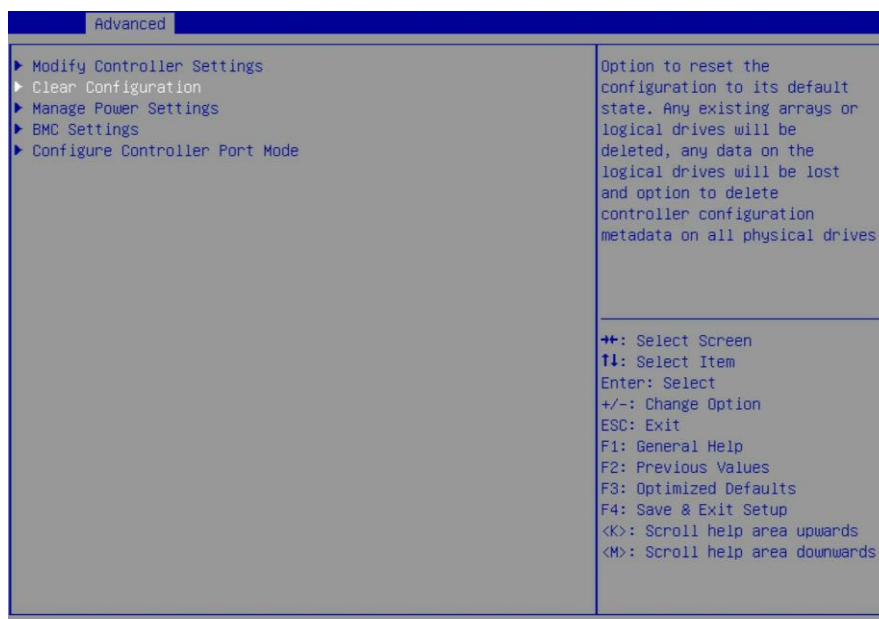 Advanced
Modify Controller Settings
Clear Configuration
Manage Power Settings
BMC Settings
Configure Controller Port Mode
Option to reset the
configuration to its default
state. Any existing arrays or
logical drives will be
deleted, any data on the
logical drives will be lost
and option to delete
controller configuration
metadata on all physical drives
→←: Select Screen
↑↓: Select Item
Enter: Select
+/-: Change Option
ESC: Exit
F1: General Help
F2: Previous Values
F3: Optimized Defaults
F4: Save & Exit Setup
<K>: Scroll help area upwards
<M>: Scroll help area downwards